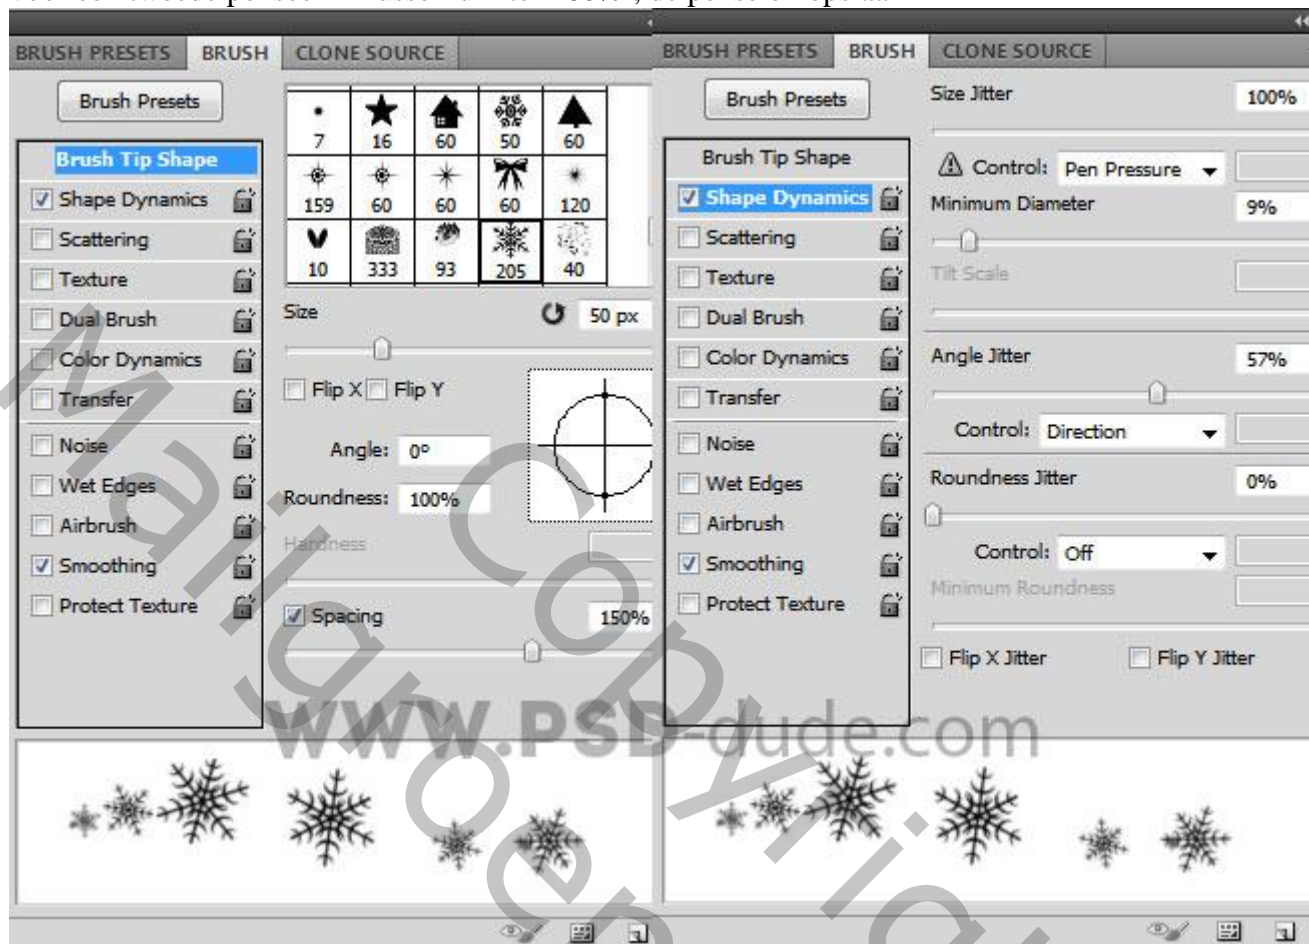 BRUSH PRESETS BRUSH CLONE SOURCE
Brush Presets
Brush Tip Shape
Shape Dynamics
Scattering
Texture
Dual Brush
Color Dynamics
Transfer
Noise
Wet Edges
Airbrush
Smoothing
Protect Texture
7 16 60 50 60
159 60 60 60 120
10 333 93 205 40
Size 50 px
Flip X Flip Y
Angle: 0º
Roundness: 100%
Hardness
Spacing 150%
BRUSH PRESETS BRUSH CLONE SOURCE
Brush Presets
Brush Tip Shape
Shape Dynamics
Scattering
Texture
Dual Brush
Color Dynamics
Transfer
Noise
Wet Edges
Airbrush
Smoothing
Protect Texture
Size Jitter 100%
Control: Pen Pressure
Minimum Diameter 9%
Tilt Scale
Angle Jitter 57%
Control: Direction
Roundness Jitter 0%
Control: Off
Minimum Roundness
Flip X Jitter Flip Y Jitter
www.PSD-dude.com